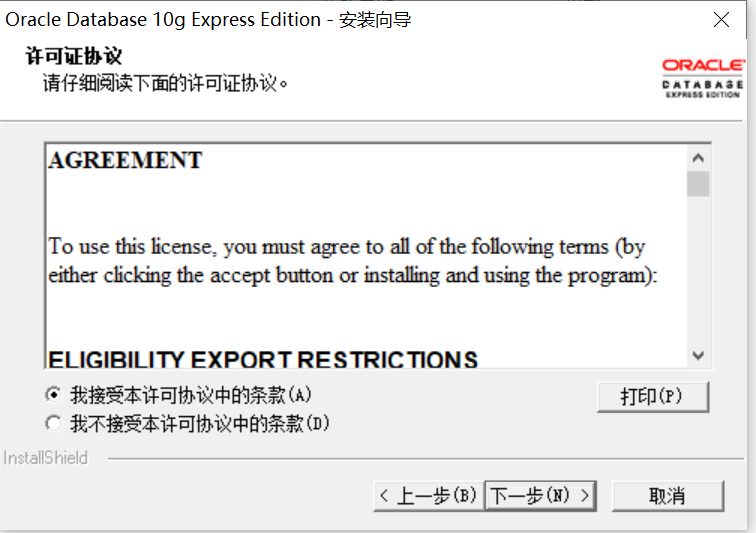 Oracle Database 10g Express Edition - 安装向导
许可证协议
请仔细阅读下面的许可证协议。
ORACLE
DATABASE
EXPRESS EDITION
AGREEMENT
To use this license, you must agree to all of the following terms (by
either clicking the accept button or installing and using the program):
ELIGIBILITY EXPORT RESTRICTIONS
我接受本许可协议中的条款(A)
打印(P)
我不接受本许可协议中的条款(D)
InstallShield
< 上一步(B) 下一步(N) > 取消